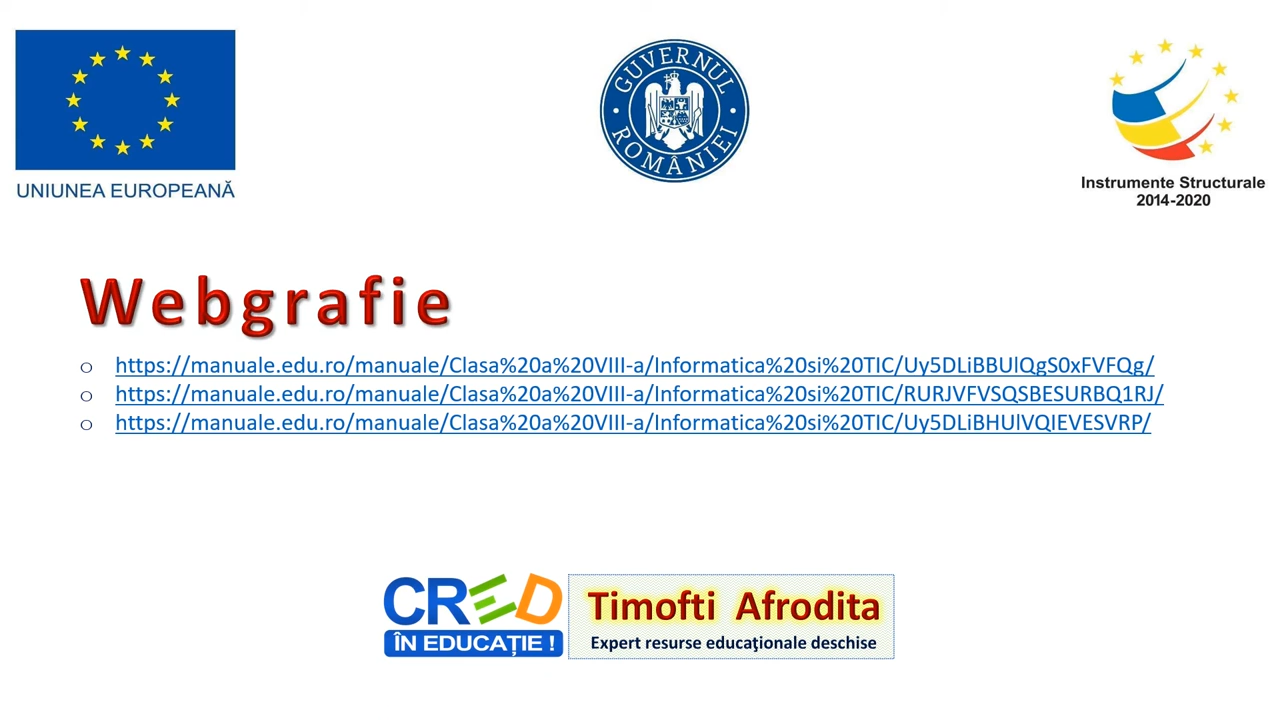 UNIUNEA EUROPEANĂ
GUVERNUL ROMÂNIEI
Instrumente Structurale
2014-2020
Webgrafie
https://manuale.edu.ro/manuale/Clasa%20a%20VIII-a/Informatica%20si%20TIC/Uy5DLiBBUlQgS0xFVFQg/
https://manuale.edu.ro/manuale/Clasa%20a%20VIII-a/Informatica%20si%20TIC/RURJVFVSQSBESURBQ1RJ/
https://manuale.edu.ro/manuale/Clasa%20a%20VIII-a/Informatica%20si%20TIC/Uy5DLiBHUlVQIEVESVRP/
CRED
ÎN EDUCAȚIE !
Timofti Afrodita
Expert resurse educaţionale deschise